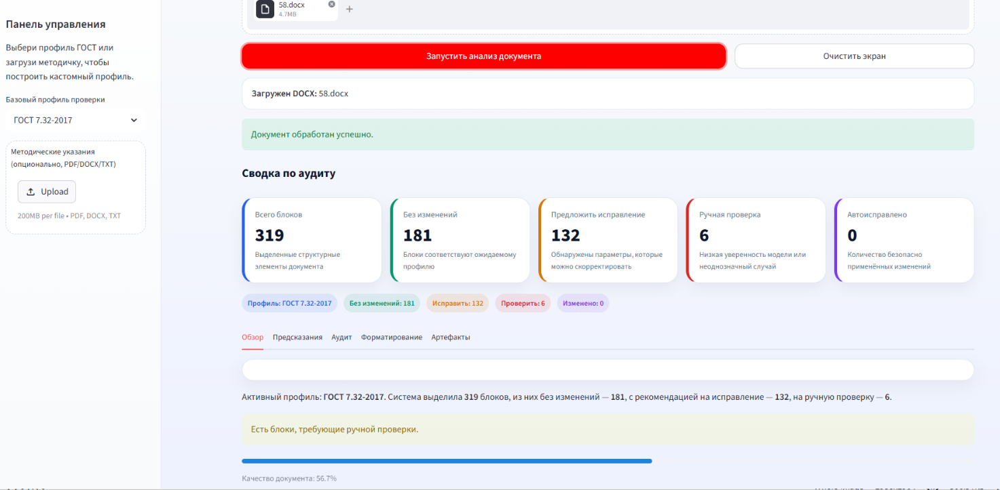 58.docx
4.7MB
Панель управления
Выбери профиль ГОСТ или
загрузи методичку, чтобы
построить кастомный профиль.
Базовый профиль проверки
ГОСТ 7.32-2017
Методические указания
(опционально, PDF/DOCX/TXT)
Upload
200MB per file • PDF, DOCX, TXT
Запустить анализ документа
Очистить экран
Загружен DOCX: 58.docx
Документ обработан успешно.
Сводка по аудиту
Всего блоков
319
Выделенные структурные
элементы документа
Без изменений
181
Блоки соответствуют ожидаемому
профилю
Предложить исправление
132
Обнаружены параметры, которые
можно скорректировать
Ручная проверка
6
Низкая уверенность модели или
неоднозначный случай
Автоисправлено
0
Количество безопасно
применённых изменений
Профиль: ГОСТ 7.32-2017
Без изменений: 181
Исправить: 132
Проверить: 6
Изменено: 0
Обзор
Предсказания
Аудит
Форматирование
Артефакты
Активный профиль: ГОСТ 7.32-2017. Система выделила 319 блоков, из них без изменений — 181, с рекомендацией на исправление — 132, на ручную проверку — 6.
Есть блоки, требующие ручной проверки.
Качество документа: 56.7%